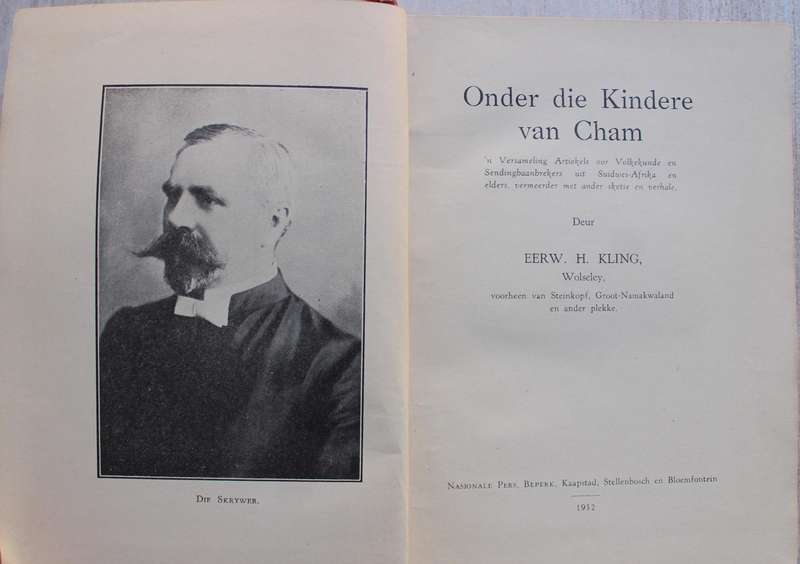 DIE SKRYWER.
Onder die Kindere
van Cham
'n Versameling Artiekels oor Volkekunde en
Sendingbaanbrekers uit Suidwes-Afrika en
elders, vermeerder met ander sketse en verhale.
Deur
EERW. H. KLING,
Wolseley,
voorheen van Steinkopf, Groot-Namakwaland
en ander plekke.
NASIONALE PERS, BEPERK, Kaapstad, Stellenbosch en Bloemfontein
1932